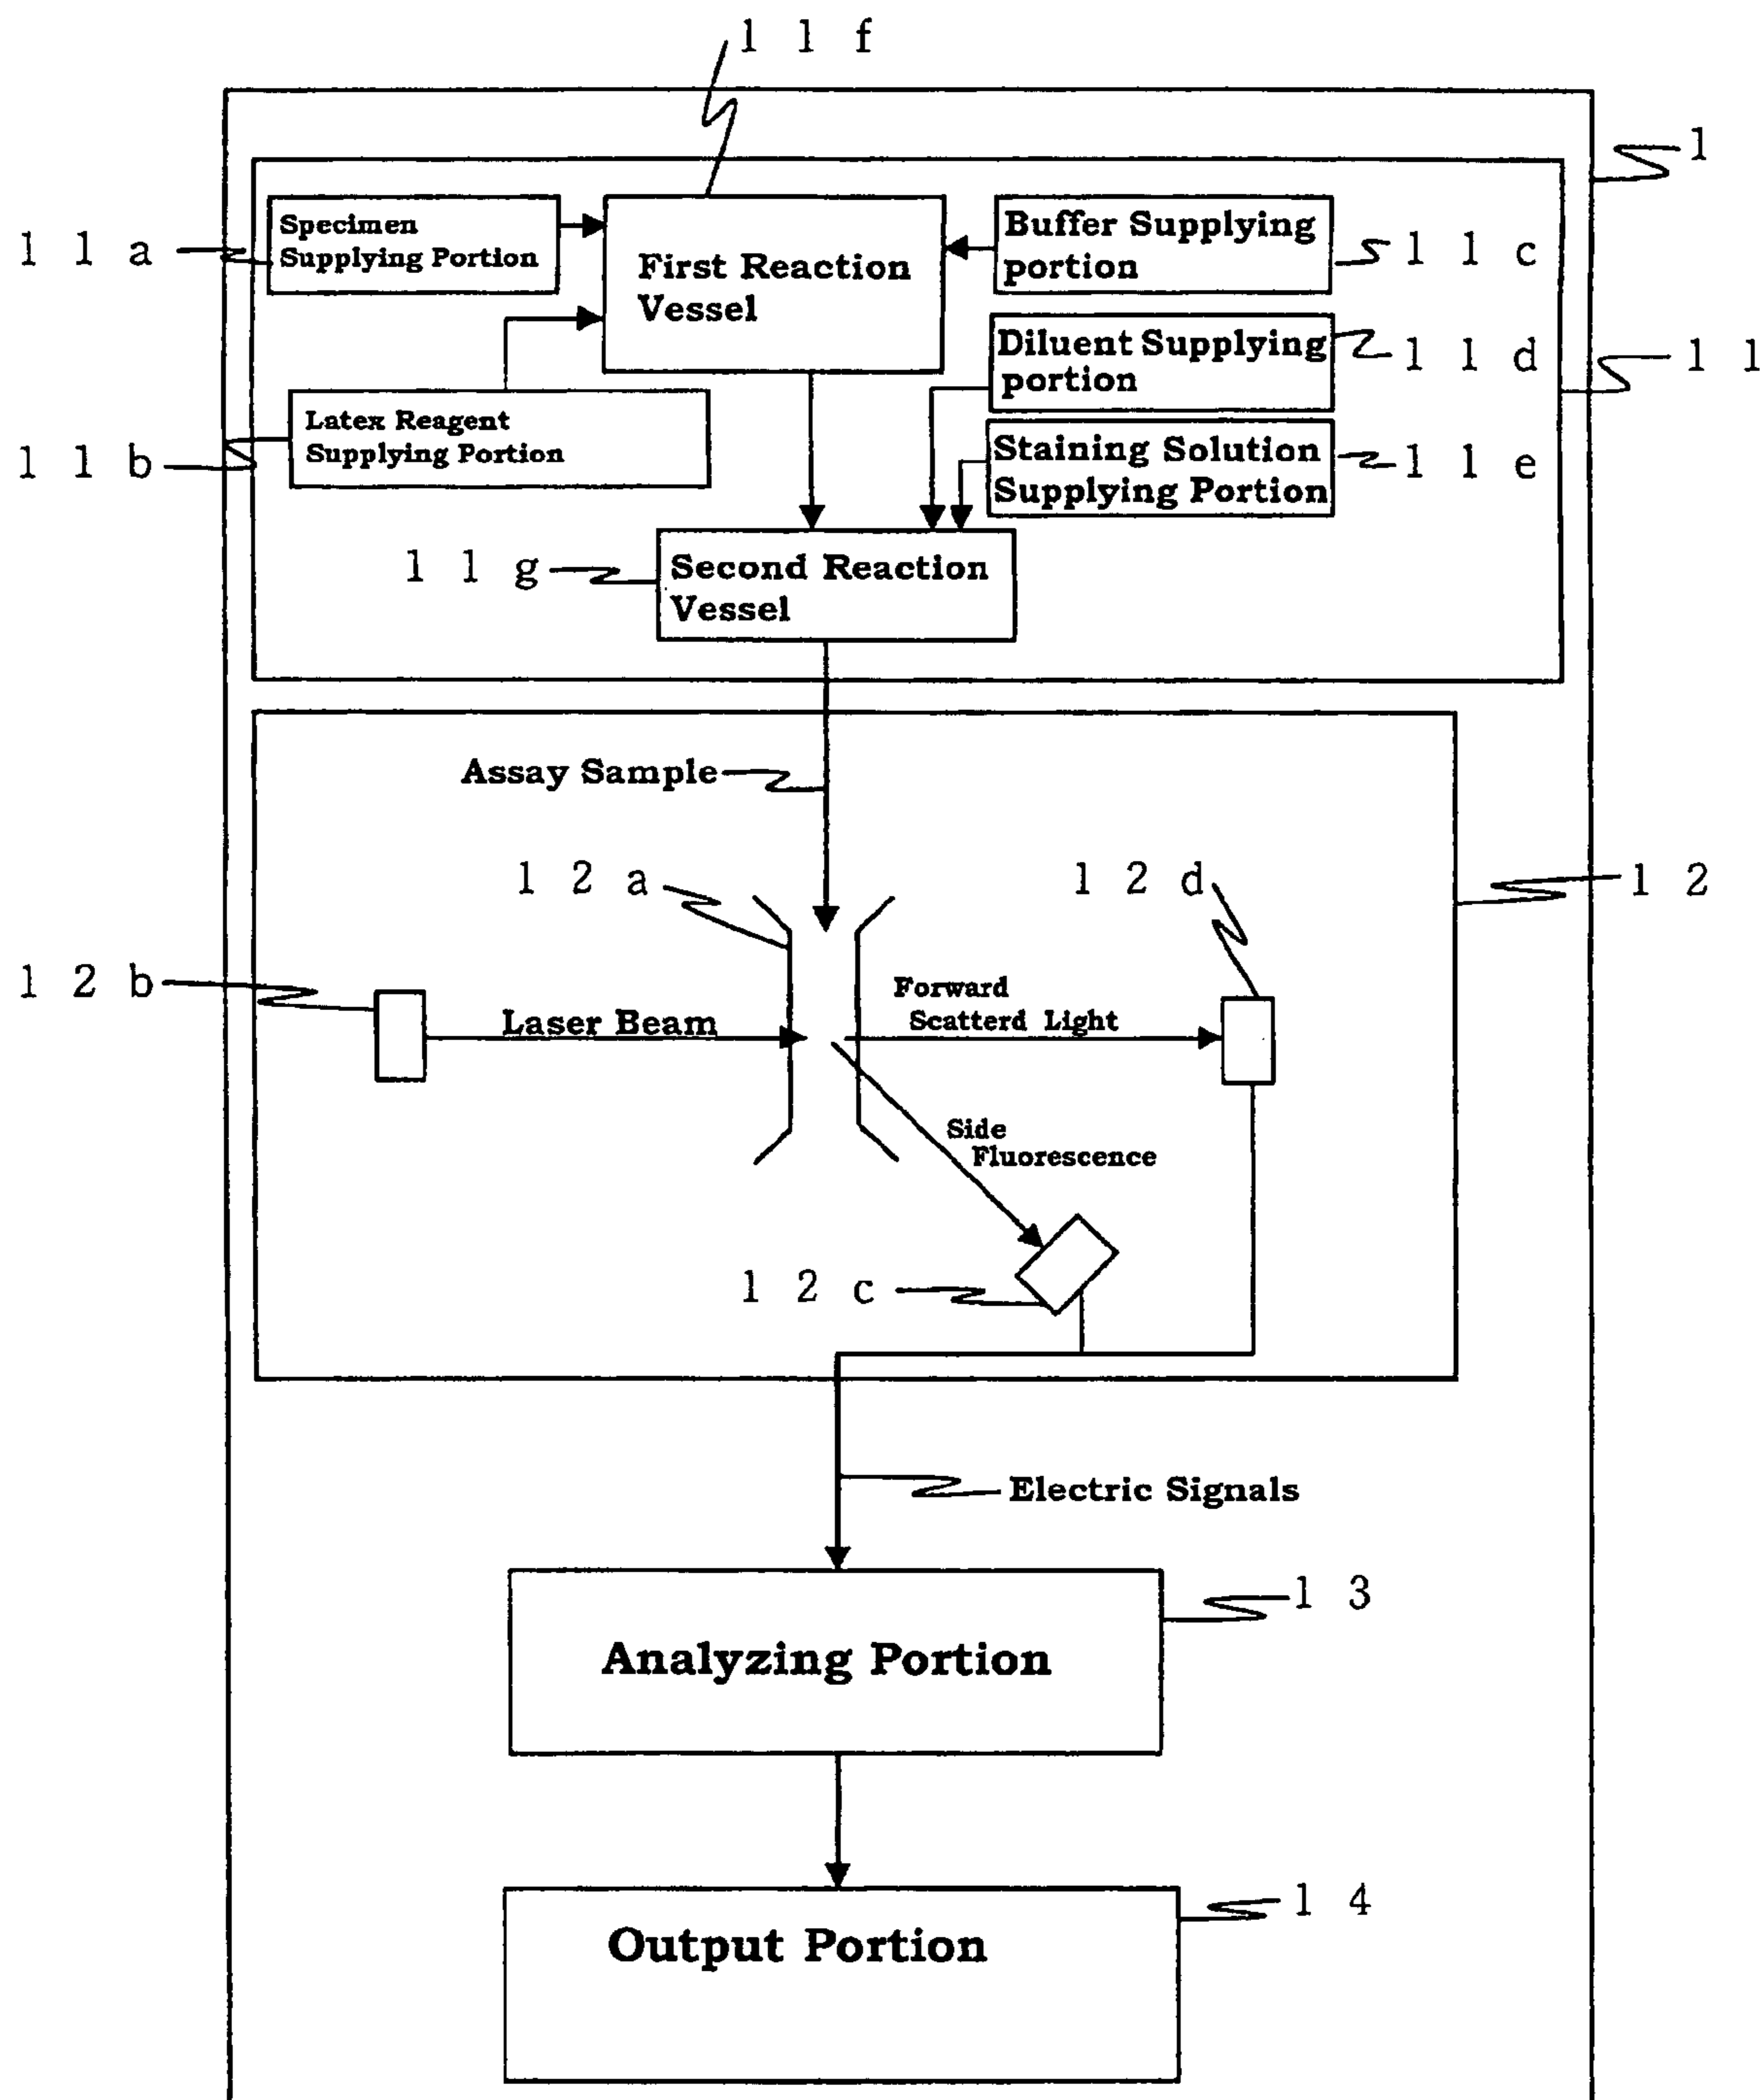 11f
1
Specimen
Supplying Portion
11a
First Reaction
Vessel
Buffer Supplying
portion
11c
Diluent Supplying
portion
11d
11
Latex Reagent
Supplying Portion
11b
Staining Solution
Supplying Portion
11e
11g
Second Reaction
Vessel
Assay Sample
12a
12d
12
12b
Laser Beam
Forward
Scatterd Light
Side
Fluorescence
12c
Electric Signals
13
Analyzing Portion
14
Output Portion